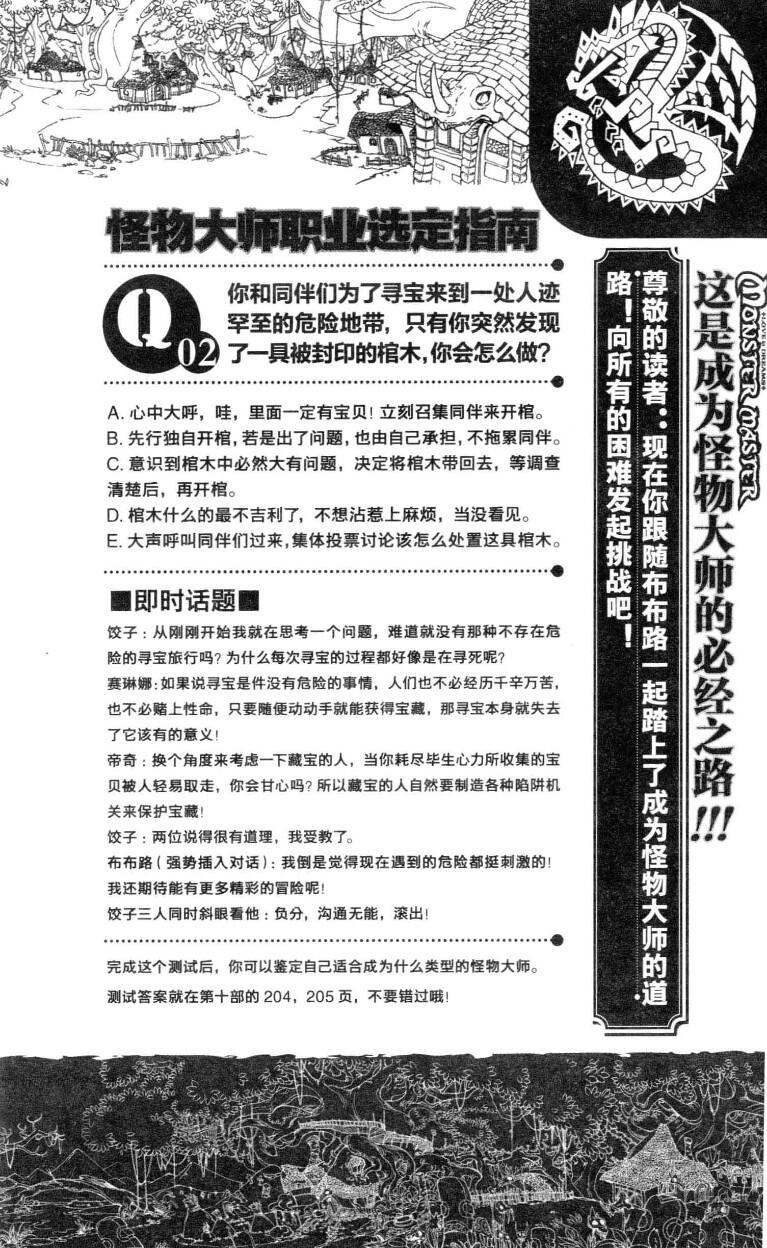 怪物大师职业选定指南
Q
02
你和同伴们为了寻宝来到一处人迹
罕至的危险地带，只有你突然发现
了一具被封印的棺木，你会怎么做？
A. 心中大呼，哇，里面一定有宝贝！立刻召集同伴来开棺。
B. 先行独自开棺，若是出了问题，也由自己承担，不拖累同伴。
C. 意识到棺木中必然大有问题，决定将棺木带回去，等调查
清楚后，再开棺。
D. 棺木什么的最不吉利了，不想沾惹上麻烦，当没看见。
E. 大声呼叫同伴们过来，集体投票讨论该怎么处置这具棺木。
■即时话题■
饺子：从刚刚开始我就在思考一个问题，难道就没有那种不存在危
险的寻宝旅行吗？为什么每次寻宝的过程都好像是在寻死呢？
赛琳娜：如果说寻宝是件没有危险的事情，人们也不必经历千辛万苦，
也不必赌上性命，只要随便动动手就能获得宝藏，那寻宝本身就失去
了它该有的意义！
帝奇：换个角度来考虑一下藏宝的人，当你耗尽毕生心力所收集的宝
贝被人轻易取走，你会甘心吗？所以藏宝的人自然要制造各种陷阱机
关来保护宝藏！
饺子：两位说得很有道理，我受教了。
布布路（强势插入对话）：我倒是觉得现在遇到的危险都挺刺激的！
我还期待能有更多精彩的冒险呢！
饺子三人同时斜眼看他：负分，沟通无能，滚出！
完成这个测试后，你可以鉴定自己适合成为什么类型的怪物大师。
测试答案就在第十部的 204，205 页，不要错过哦！
MONSTER MASTER
+LOVE & DREAMS+
这是成为怪物大师的必经之路!!!
尊敬的读者：现在你跟随布布路一起踏上了成为怪物大师的道
路！向所有的困难发起挑战吧！